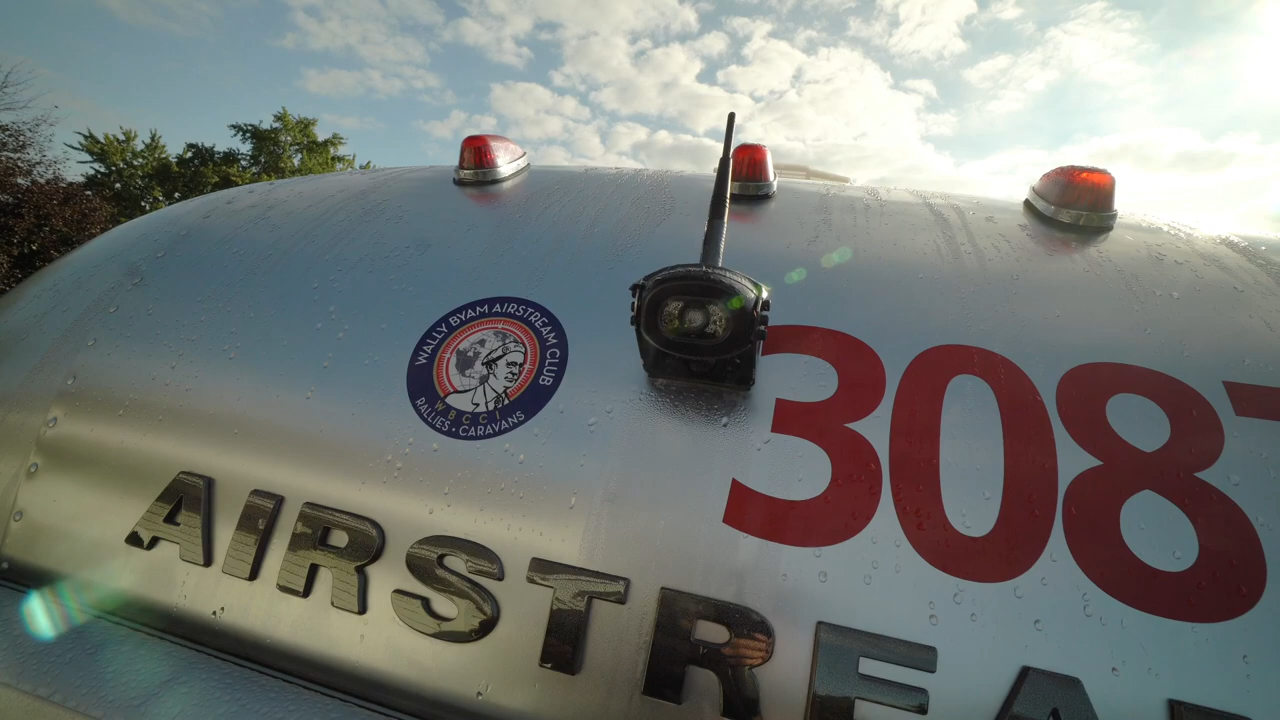 WALLY BYAM AIRSTREAM CLUB
WBCCI
RALLIES • CARAVANS
308
AIRSTREA